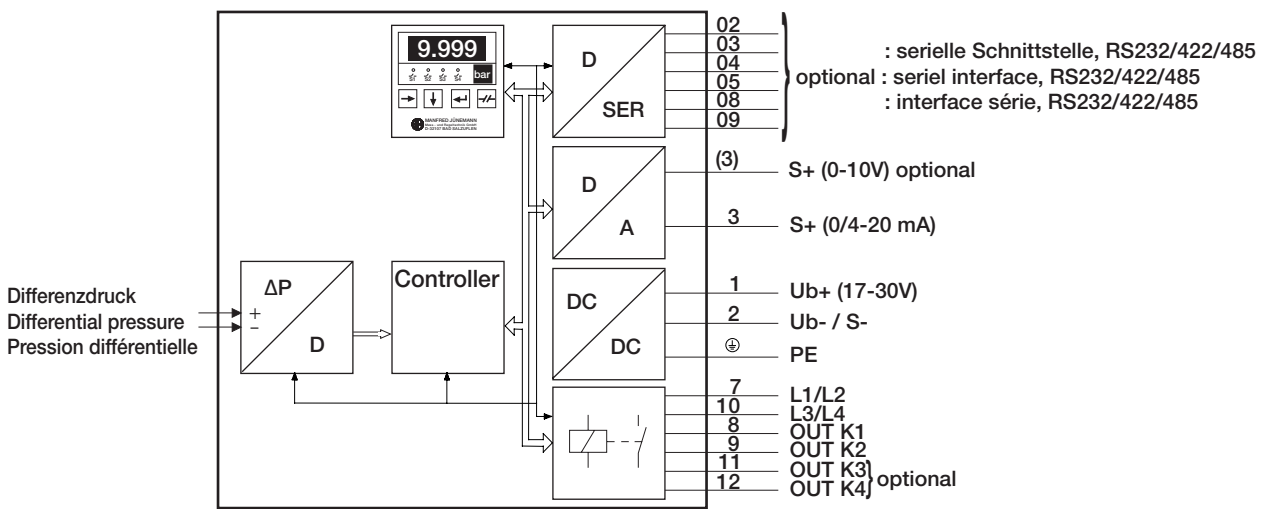 9.999
bar
MANFRED JÜNEMANN
D-32107 BAD SALZUFLEN
D
SER
02
03
04
05
08
09
: serielle Schnittstelle, RS232/422/485
optional : seriel interface, RS232/422/485
: interface série, RS232/422/485
D
A
(3)
S+ (0-10V) optional
3
S+ (0/4-20 mA)
Differenzdruck
Differential pressure
Pression différentielle
+
–
ΔP
D
Controller
DC
DC
1
Ub+ (17-30V)
2
Ub- / S-
PE
7
L1/L2
10
L3/L4
8
OUT K1
9
OUT K2
11
OUT K3
12
OUT K4
optional